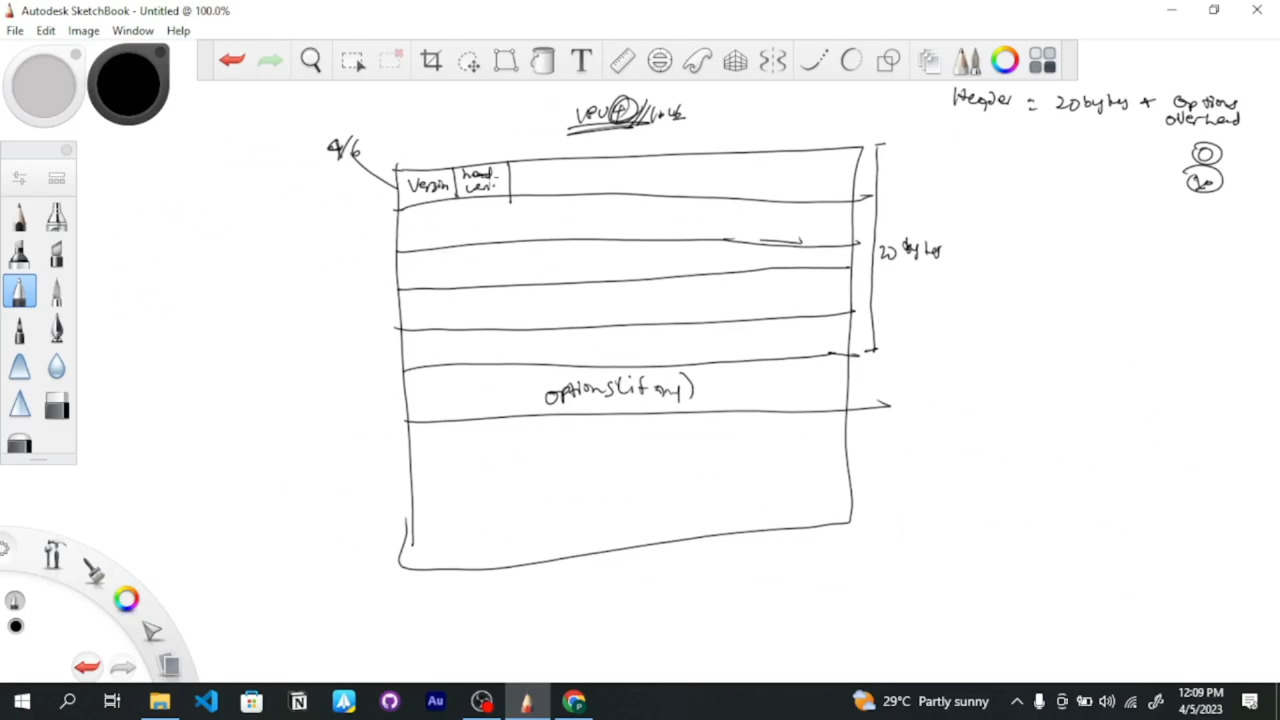 Autodesk SketchBook - Untitled @ 100.0%
File Edit Image Window Help
Header = 20 bytes + options
overhead
4/6
Version head-
20 bytes
options (if any)
29°C Partly sunny
12:09 PM
4/5/2023